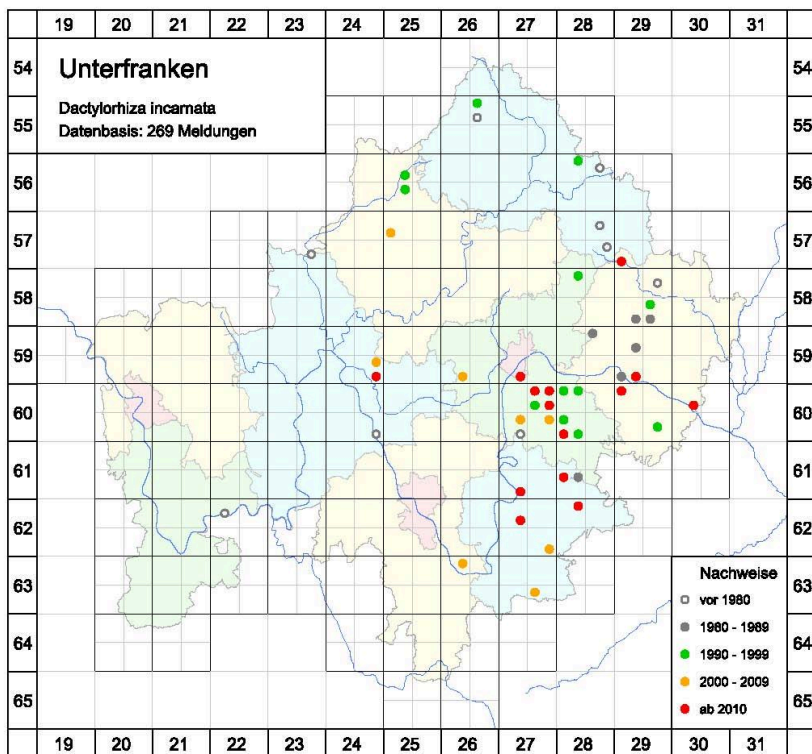 19 20 21 22 23 24 25 26 27 28 29 30 31
54 54
Unterfranken
Dactylorhiza incarnata
Datenbasis: 269 Meldungen
55 55
56 56
57 57
58 58
59 59
60 60
61 61
62 62
Nachweise
vor 1980
63 63
1980 - 1989
1990 - 1999
64 64
2000 - 2009
65 65
ab 2010
19 20 21 22 23 24 25 26 27 28 29 30 31